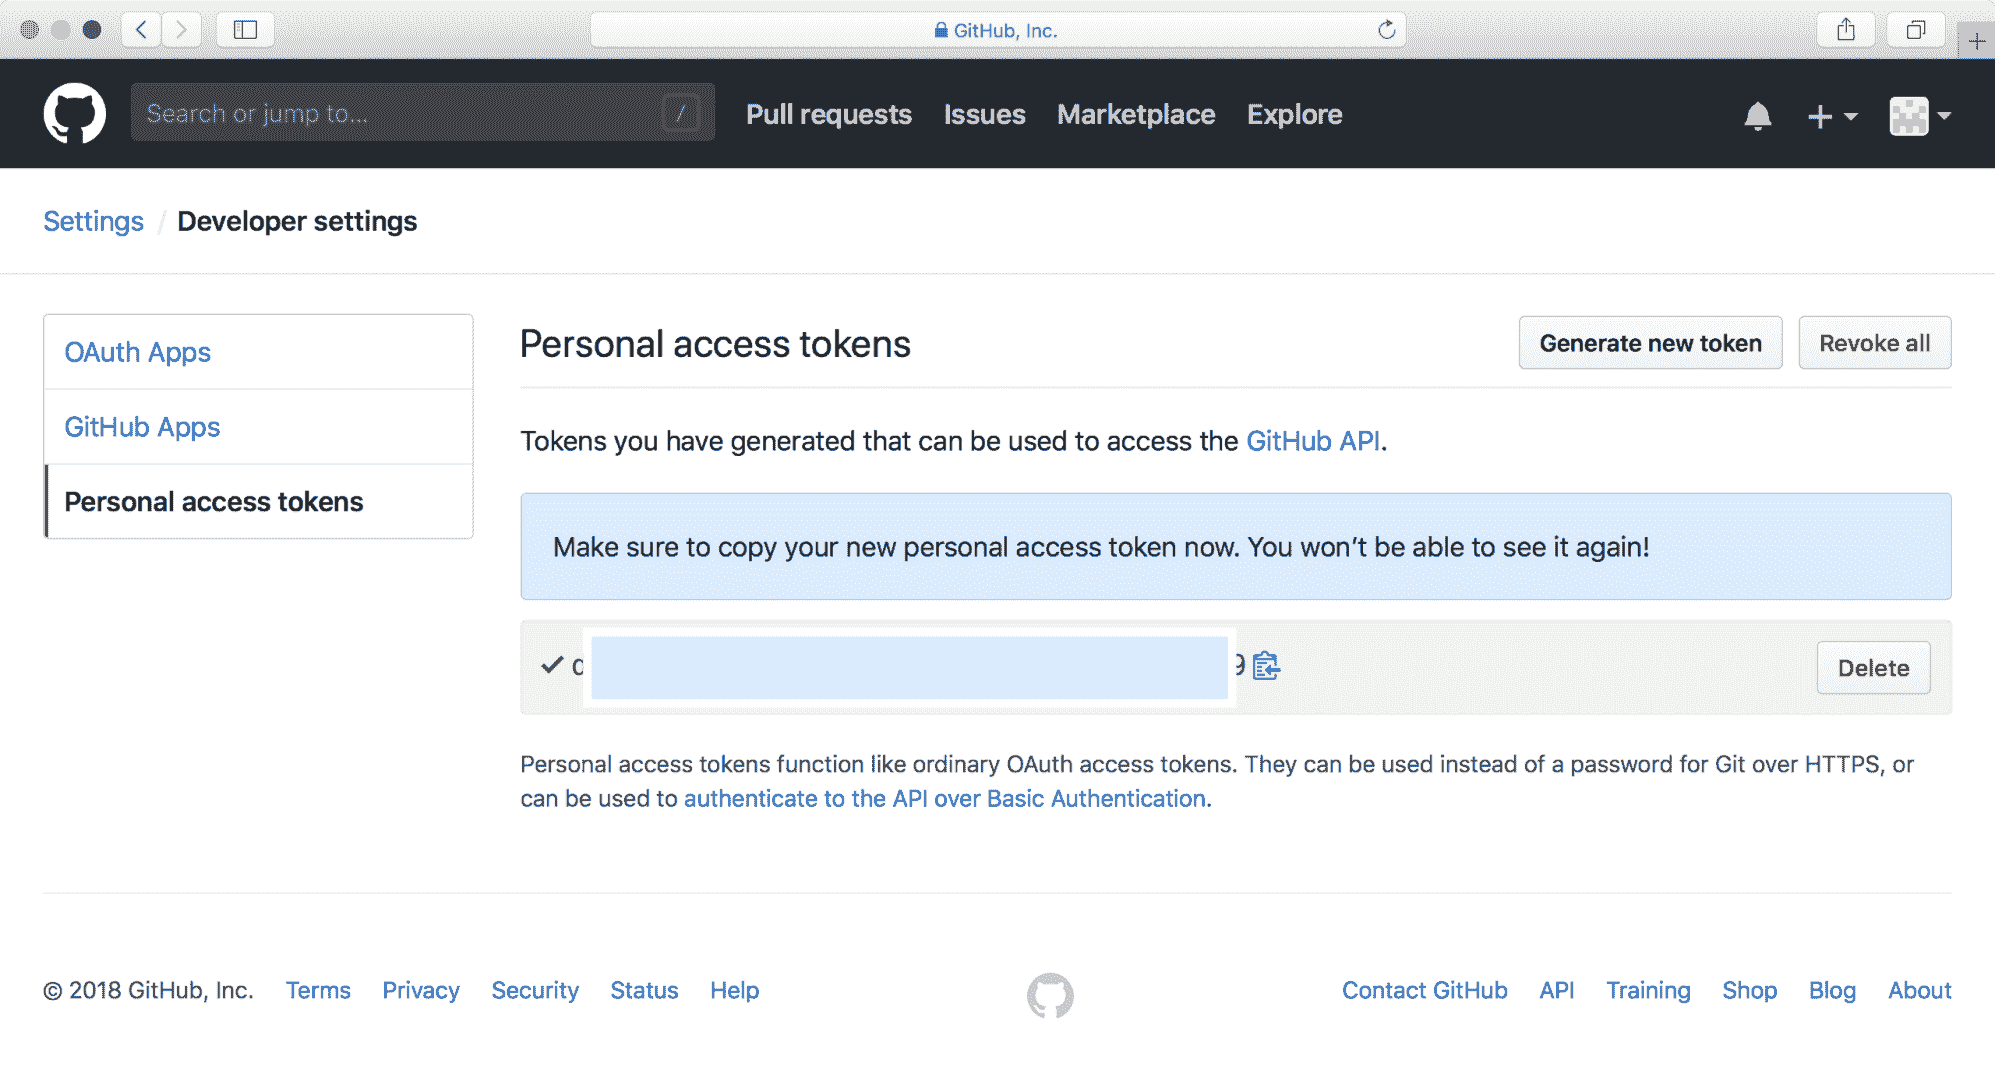 GitHub, Inc.
Search or jump to... /
Pull requests Issues Marketplace Explore
Settings / Developer settings
OAuth Apps
GitHub Apps
Personal access tokens
Personal access tokens
Generate new token Revoke all
Tokens you have generated that can be used to access the GitHub API.
Make sure to copy your new personal access token now. You won’t be able to see it again!
9
Delete
Personal access tokens function like ordinary OAuth access tokens. They can be used instead of a password for Git over HTTPS, or
can be used to authenticate to the API over Basic Authentication.
© 2018 GitHub, Inc. Terms Privacy Security Status Help
Contact GitHub API Training Shop Blog About